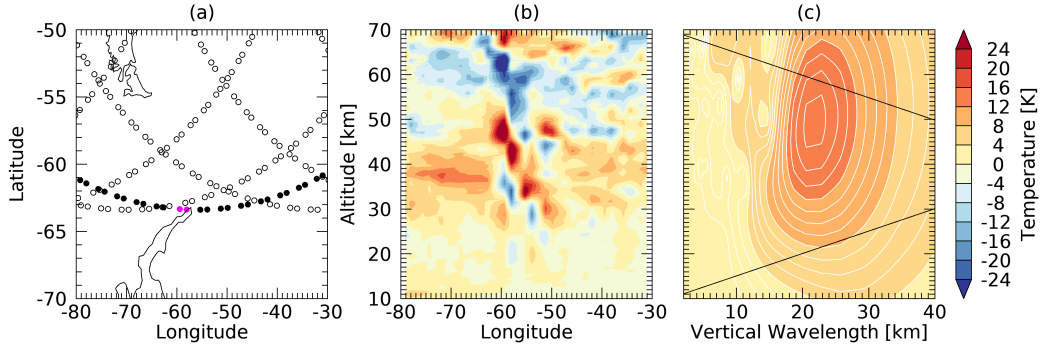 (a)
-50
-55
-60
-65
-70
Latitude
-80 -70 -60 -50 -40 -30
Longitude
(b)
70
60
50
40
30
20
10
Altitude [km]
-80 -70 -60 -50 -40 -30
Longitude
(c)
10 20 30 40
Vertical Wavelength [km]
24
20
16
12
8
4
0
-4
-8
-12
-16
-20
-24
Temperature [K]